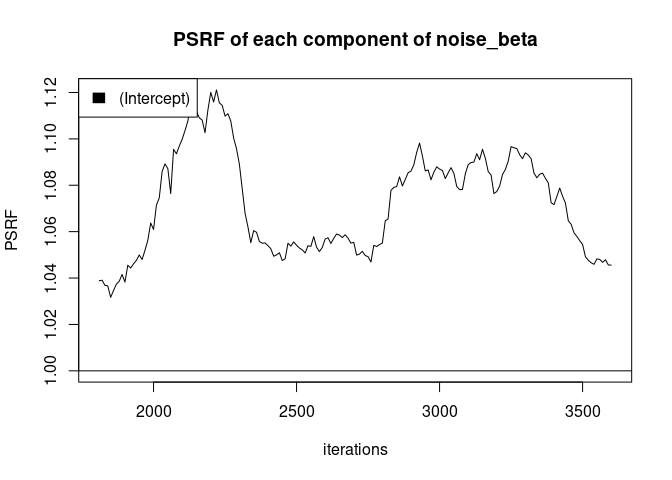 PSRF of each component of noise_beta
(Intercept)
PSRF
1.12
1.10
1.08
1.06
1.04
1.02
1.00
2000
2500
3000
3500
iterations